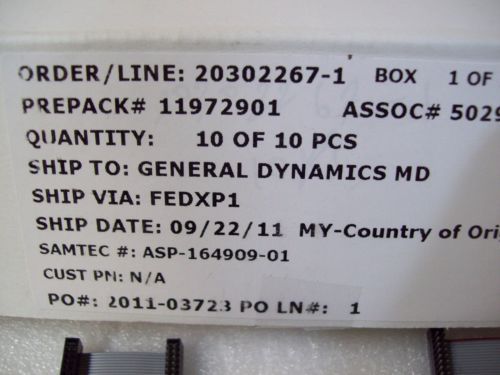 ORDER/LINE: 20302267-1 BOX 1 OF
PREPACK# 11972901 ASSOC# 5029
QUANTITY: 10 OF 10 PCS
SHIP TO: GENERAL DYNAMICS MD
SHIP VIA: FEDXP1
SHIP DATE: 09/22/11 MY-Country of Ori
SAMTEC #: ASP-164909-01
CUST PN: N/A
PO#: 2011-03723 PO LN#: 1